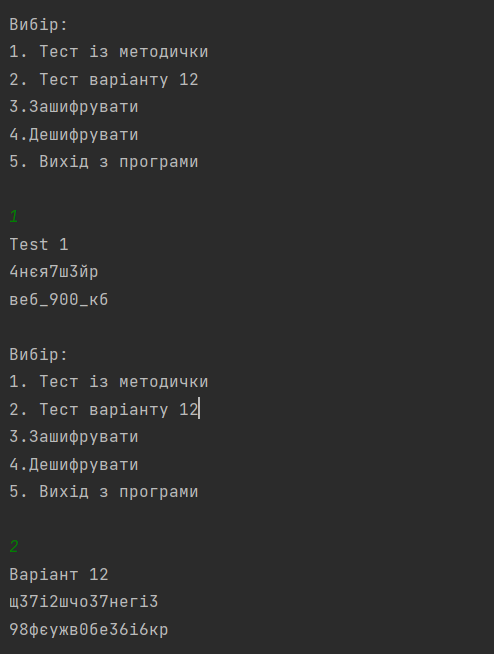 Вибір:
1. Тест із методички
2. Тест варіанту 12
3.Зашифрувати
4.Дешифрувати
5. Вихід з програми
1
Test 1
4нєя7ш3йр
веб_900_кб
Вибір:
1. Тест із методички
2. Тест варіанту 12
3.Зашифрувати
4.Дешифрувати
5. Вихід з програми
2
Варіант 12
щ37і2шчо37негі3
98фєужв0бе36і6кр